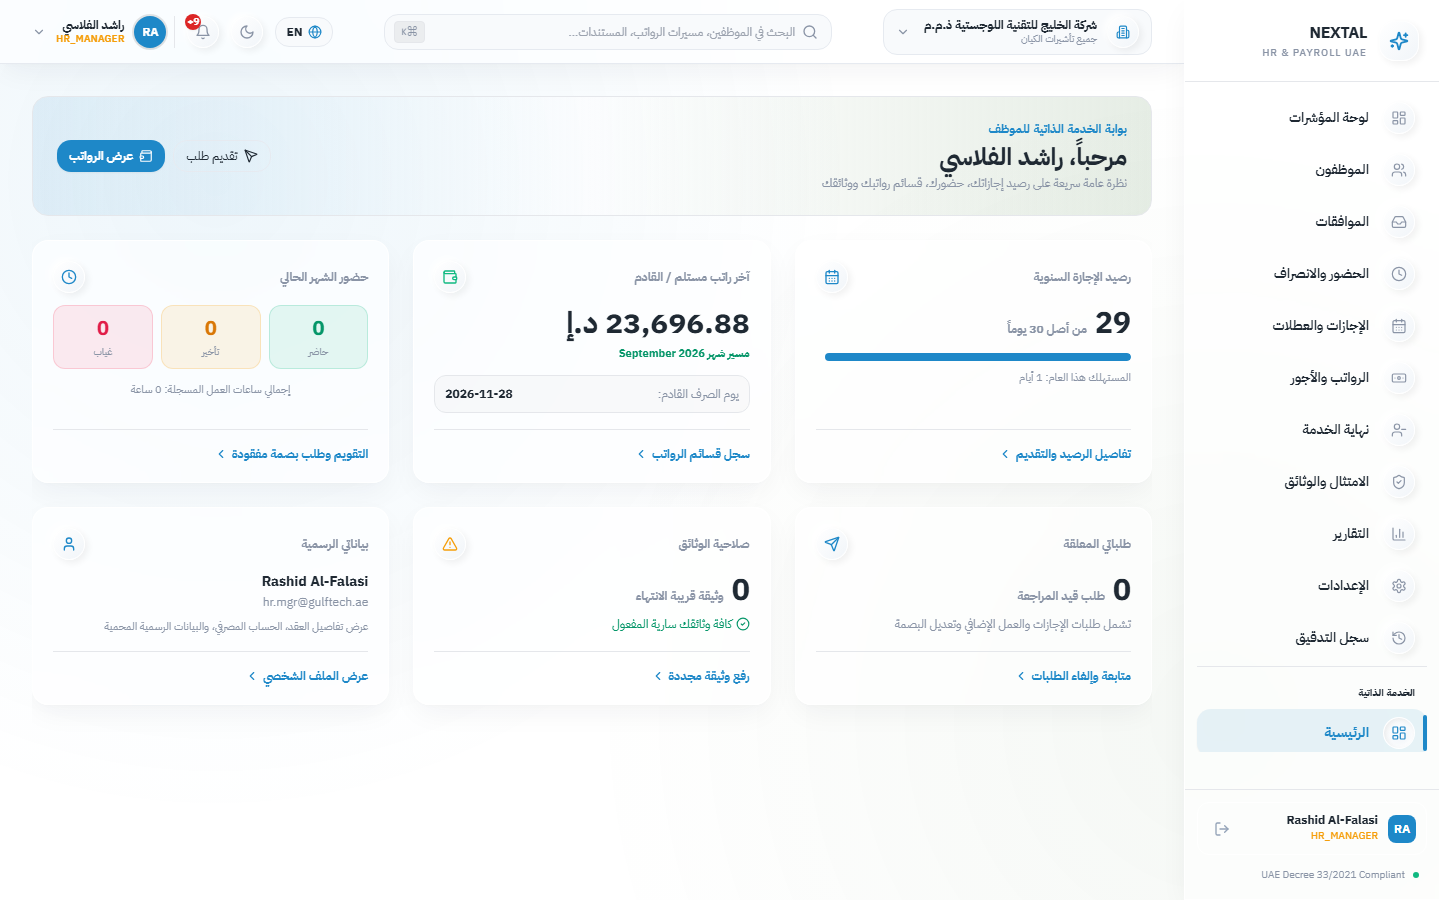 NEXTAL
HR & PAYROLL UAE
لوحة المؤشرات
الموظفون
الموافقات
الحضور والانصراف
الإجازات والعطلات
الرواتب والأجور
نهاية الخدمة
الامتثال والوثائق
التقارير
الإعدادات
سجل التدقيق
الخدمة الذاتية
الرئيسية
Rashid Al-Falasi
HR_MANAGER
RA
UAE Decree 33/2021 Compliant
شركة الخليج للتقنية اللوجستية ذ.م.م
جميع تأشيرات الكيان
البحث في الموظفين، مسيرات الرواتب، المستندات...
⌘K
EN
+9
RA
راشد الفلاسي
HR_MANAGER
بوابة الخدمة الذاتية للموظف
مرحباً، راشد الفلاسي
نظرة عامة سريعة على رصيد إجازاتك، حضورك، قسائم رواتبك ووثائقك
تقديم طلب
عرض الرواتب
رصيد الإجازة السنوية
29 من أصل 30 يوماً
المستهلك هذا العام: 1 أيام
تفاصيل الرصيد والتقديم
آخر راتب مستلم / القادم
23,696.88 د.إ
مسير شهر September 2026
يوم الصرف القادم: 2026-11-28
سجل قسائم الرواتب
حضور الشهر الحالي
0
حاضر
0
تأخير
0
غياب
إجمالي ساعات العمل المسجلة: 0 ساعة
التقويم وطلب بصمة مفقودة
طلباتي المعلقة
0 طلب قيد المراجعة
تشمل طلبات الإجازات والعمل الإضافي وتعديل البصمة
متابعة وإلغاء الطلبات
صلاحية الوثائق
0 وثيقة قريبة الانتهاء
كافة وثائقك سارية المفعول
رفع وثيقة مجددة
بياناتي الرسمية
Rashid Al-Falasi
hr.mgr@gulftech.ae
عرض تفاصيل العقد، الحساب المصرفي، والبيانات الرسمية المحمية
عرض الملف الشخصي